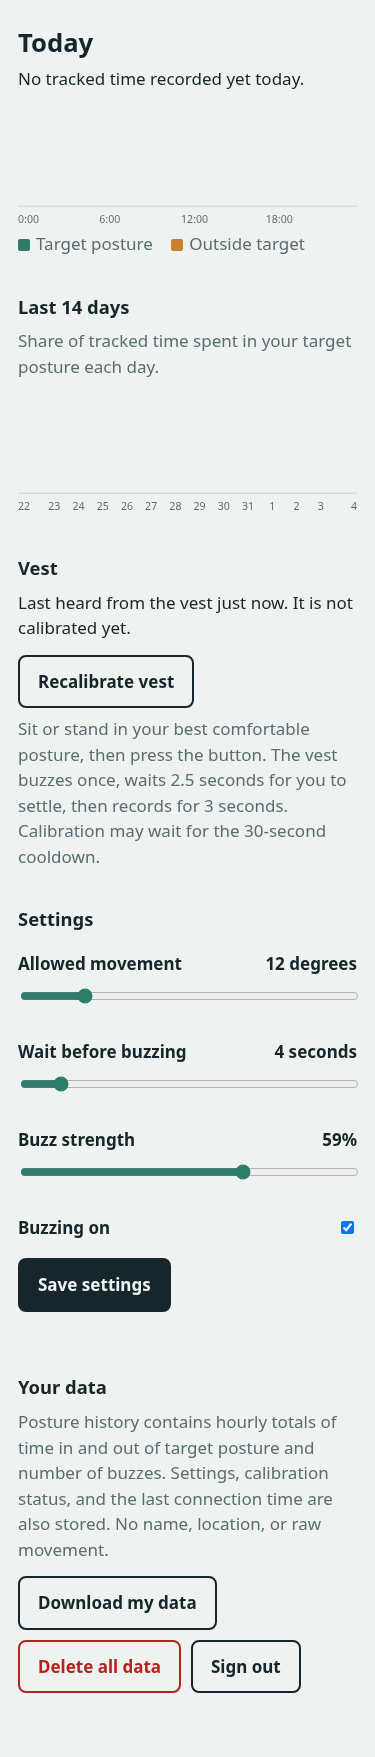 Today
No tracked time recorded yet today.
0:00 6:00 12:00 18:00
Target posture Outside target
Last 14 days
Share of tracked time spent in your target
posture each day.
22 23 24 25 26 27 28 29 30 31 1 2 3 4
Vest
Last heard from the vest just now. It is not
calibrated yet.
Recalibrate vest
Sit or stand in your best comfortable
posture, then press the button. The vest
buzzes once, waits 2.5 seconds for you to
settle, then records for 3 seconds.
Calibration may wait for the 30-second
cooldown.
Settings
Allowed movement 12 degrees
Wait before buzzing 4 seconds
Buzz strength 59%
Buzzing on
Save settings
Your data
Posture history contains hourly totals of
time in and out of target posture and
number of buzzes. Settings, calibration
status, and the last connection time are
also stored. No name, location, or raw
movement.
Download my data
Delete all data Sign out